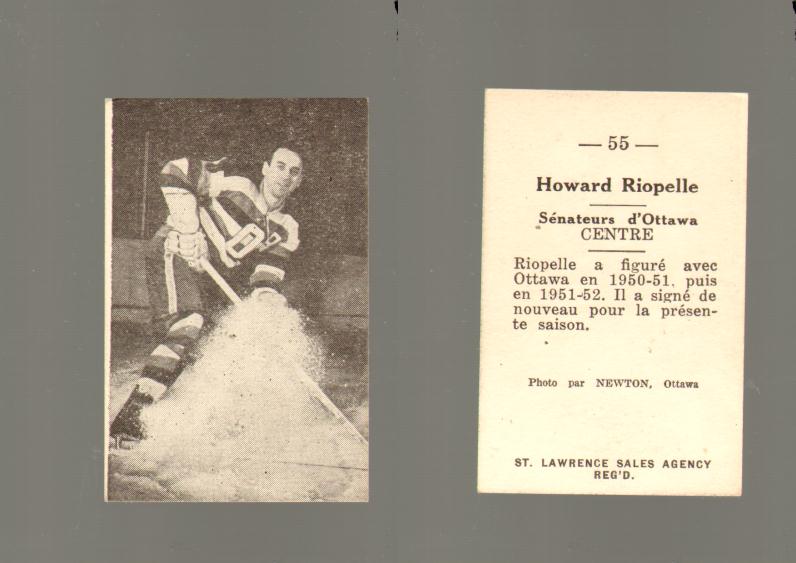 — 55 —
Howard Riopelle
Sénateurs d'Ottawa
CENTRE
Riopelle a figuré avec
Ottawa en 1950-51, puis
en 1951-52. Il a signé de
nouveau pour la présen-
te saison.
Photo par NEWTON, Ottawa
ST. LAWRENCE SALES AGENCY
REG'D.